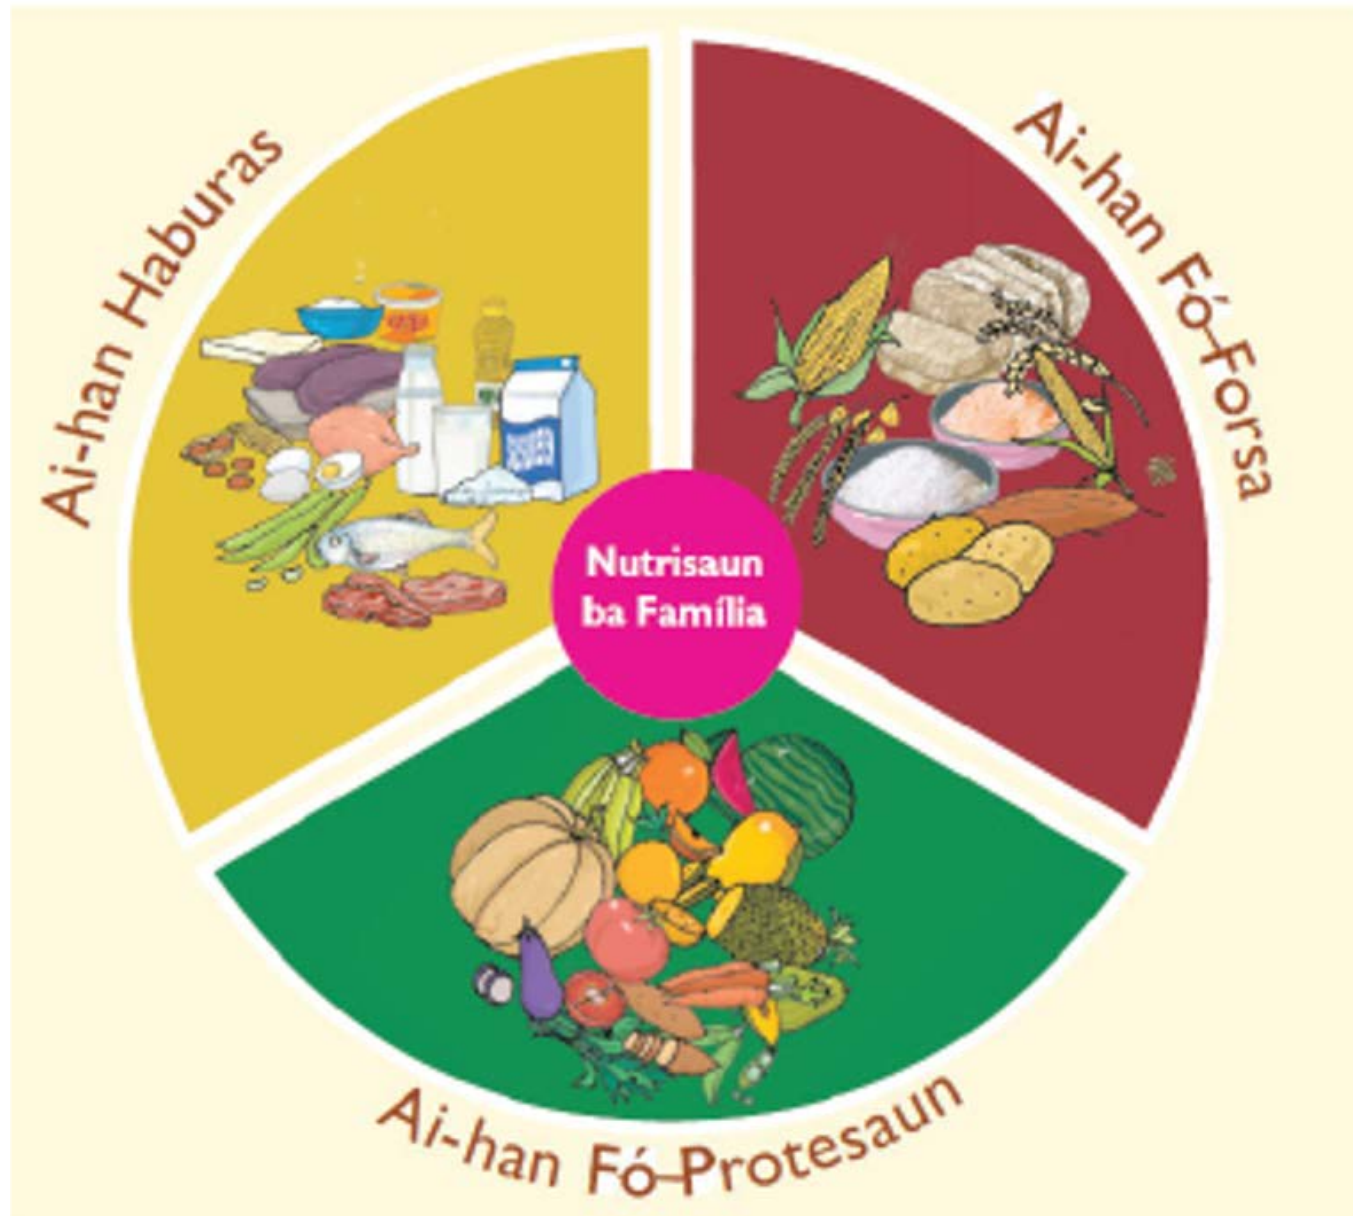 Ai-han Haburas
Ai-han Fó-Forsa
Nutrisaun
ba Família
Ai-han Fó-Protesaun